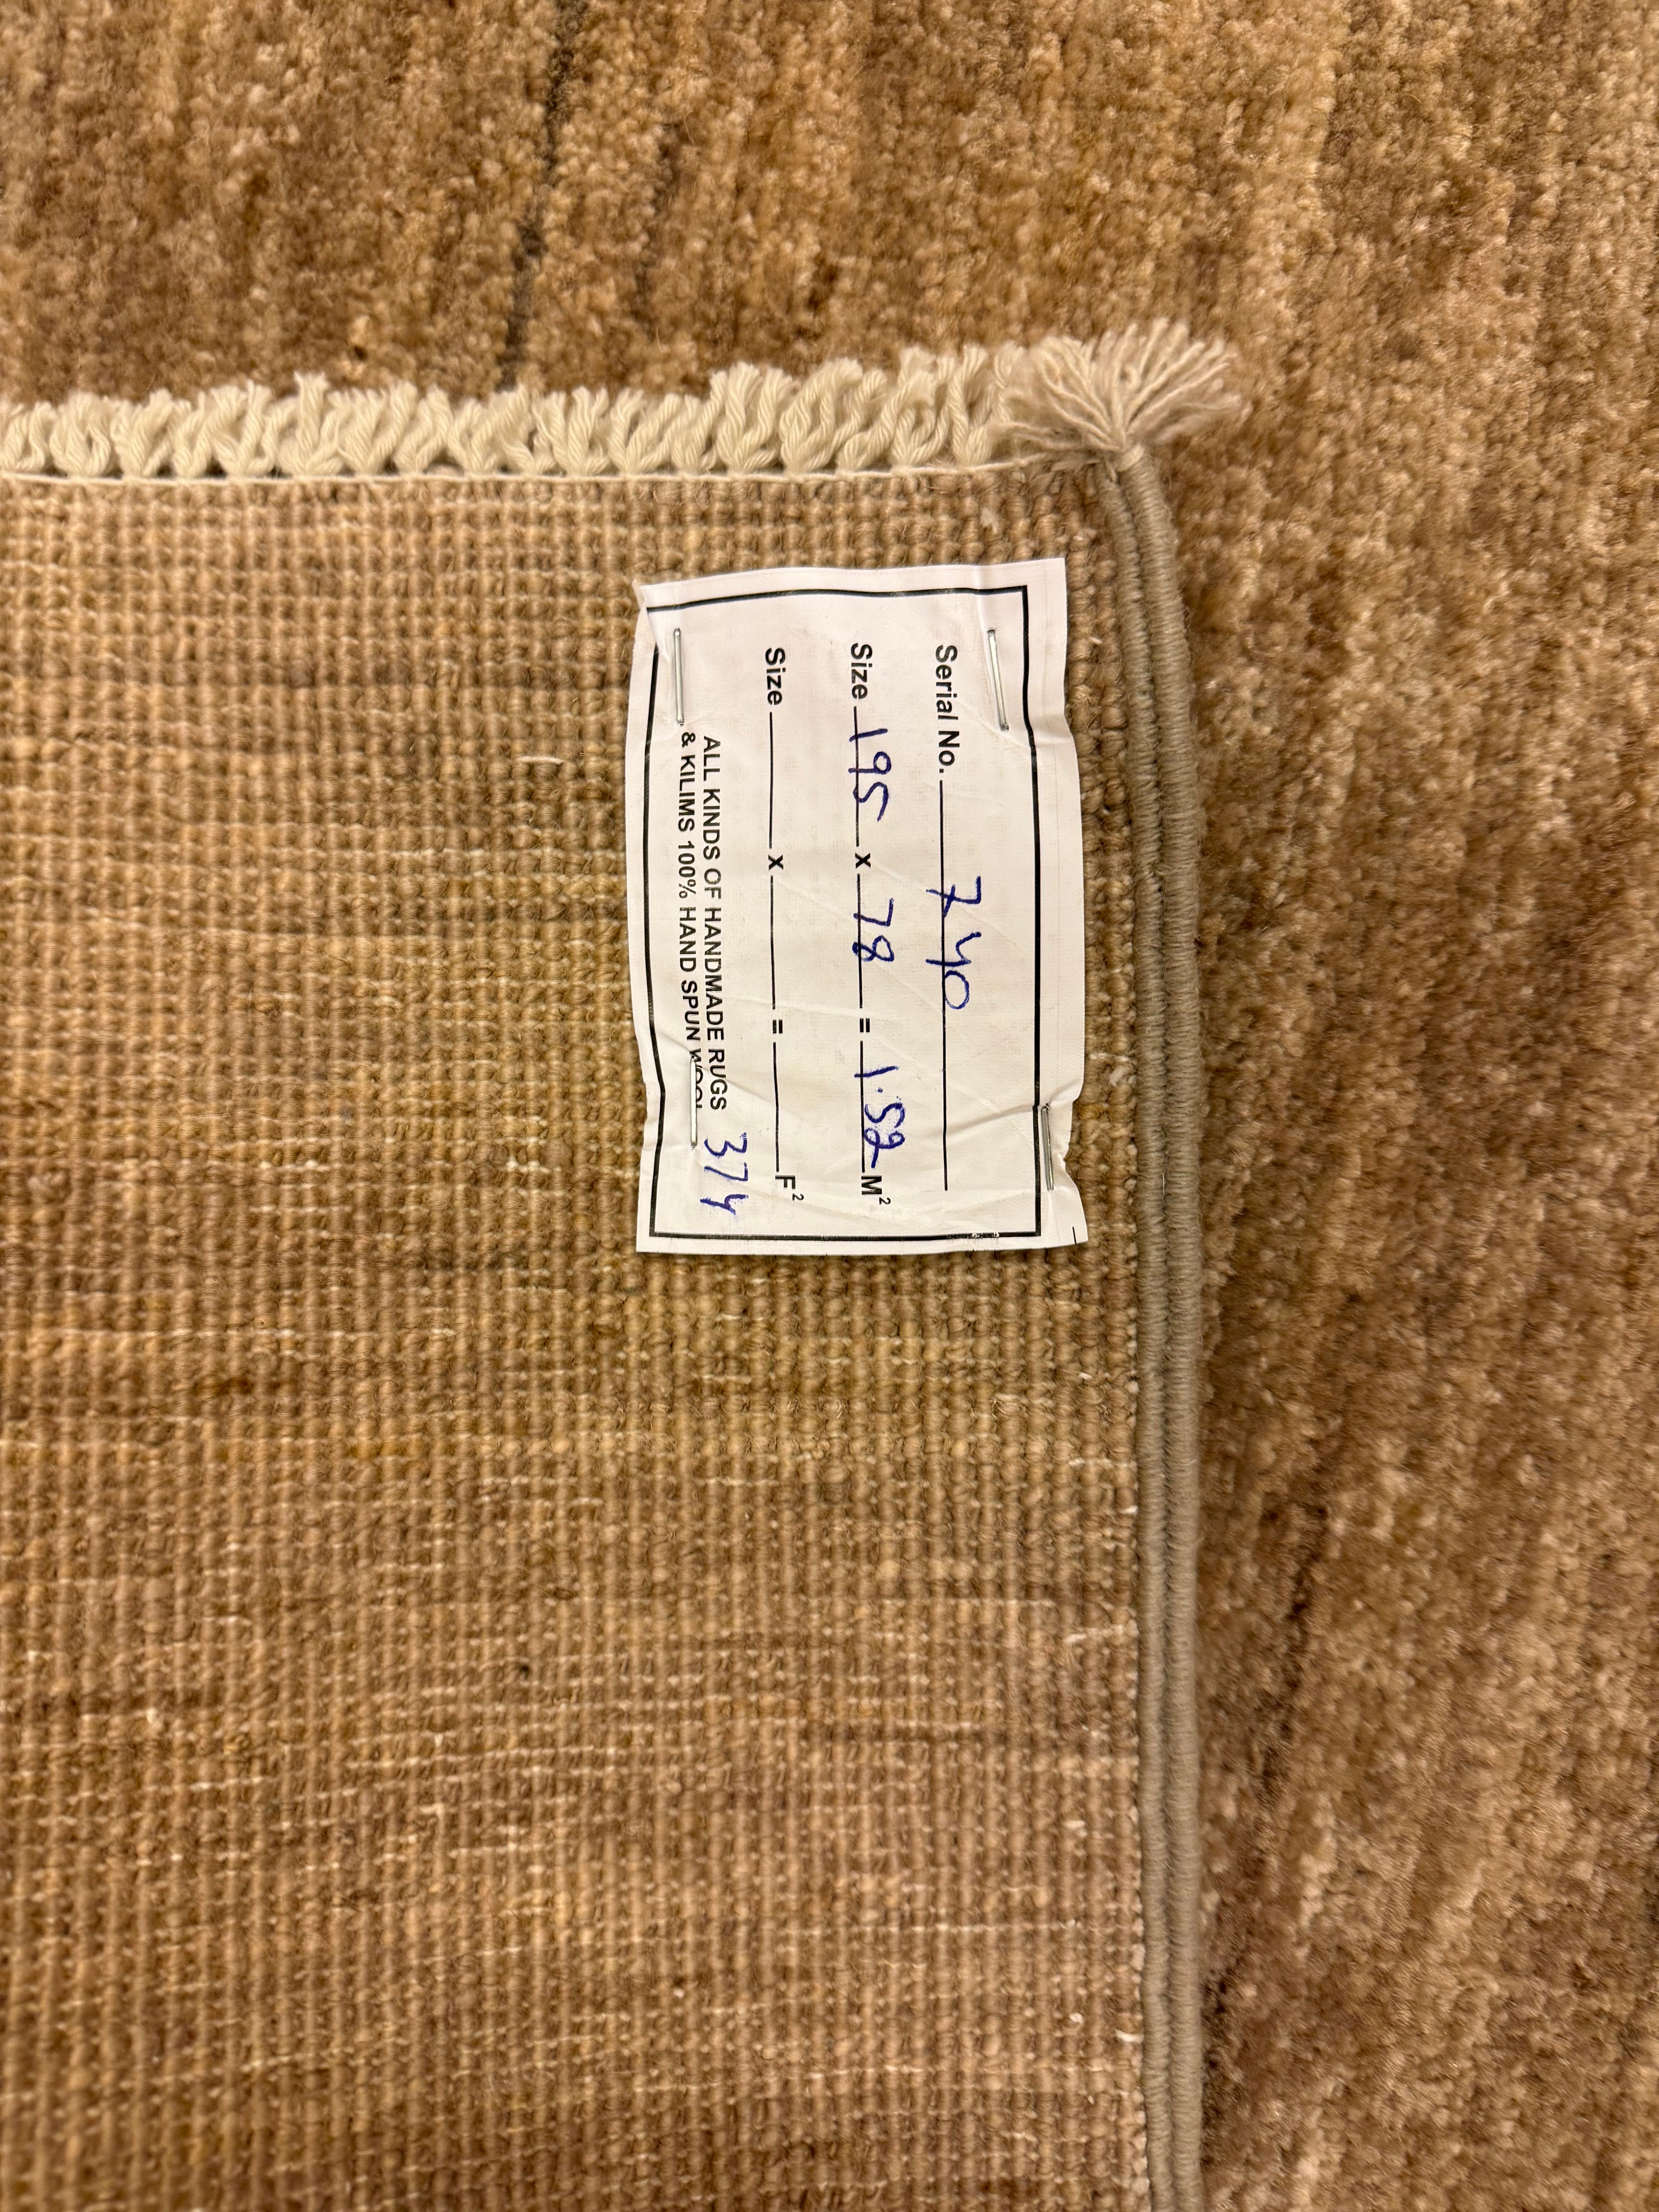 Serial No. 740
Size 195 x 78 = 1.52 M²
Size x = F²
ALL KINDS OF HANDMADE RUGS
& KILIMS 100% HAND SPUN WOOL
374